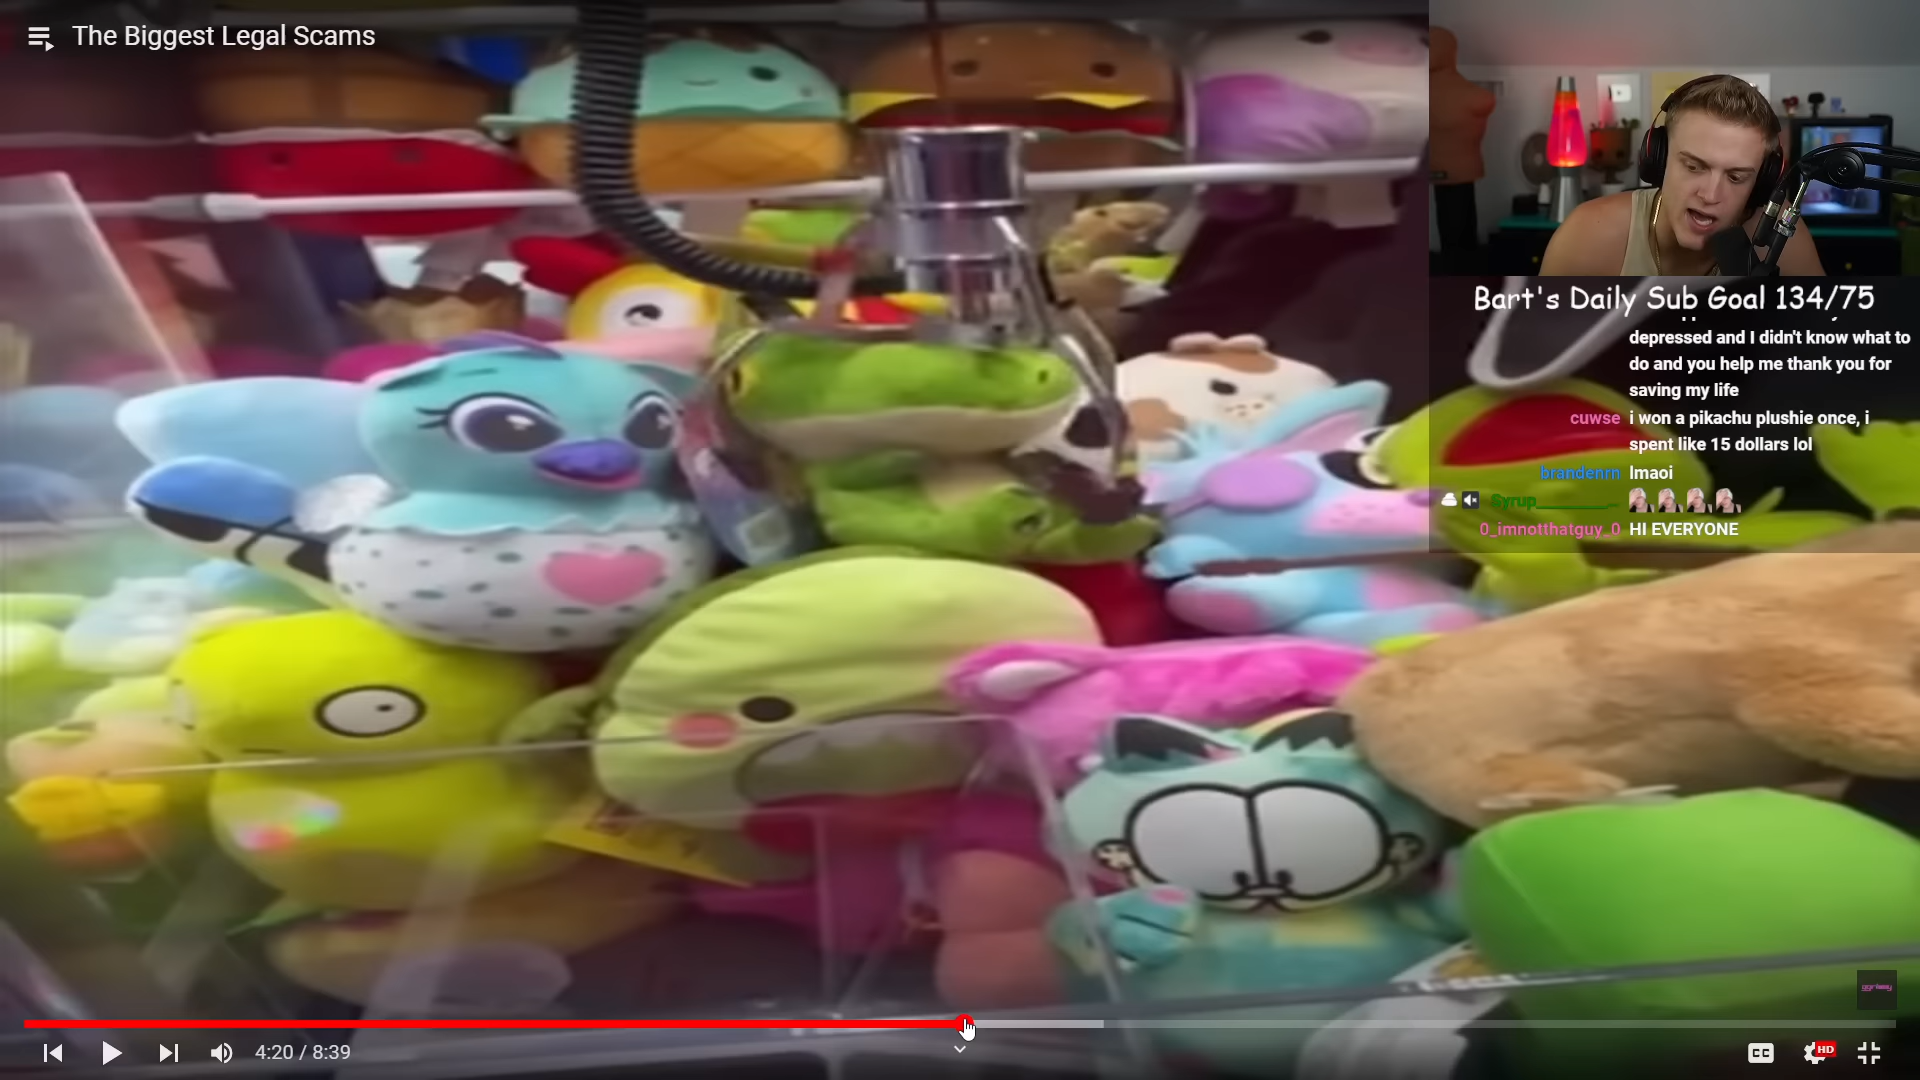 The Biggest Legal Scams
Bart's Daily Sub Goal 134/75
depressed and I didn't know what to
do and you help me thank you for
saving my life
cuwse i won a pikachu plushie once, i
spent like 15 dollars lol
brandenrn lmaoi
0_imnotthatguy_0 HI EVERYONE
4:20 / 8:39
CC
HD